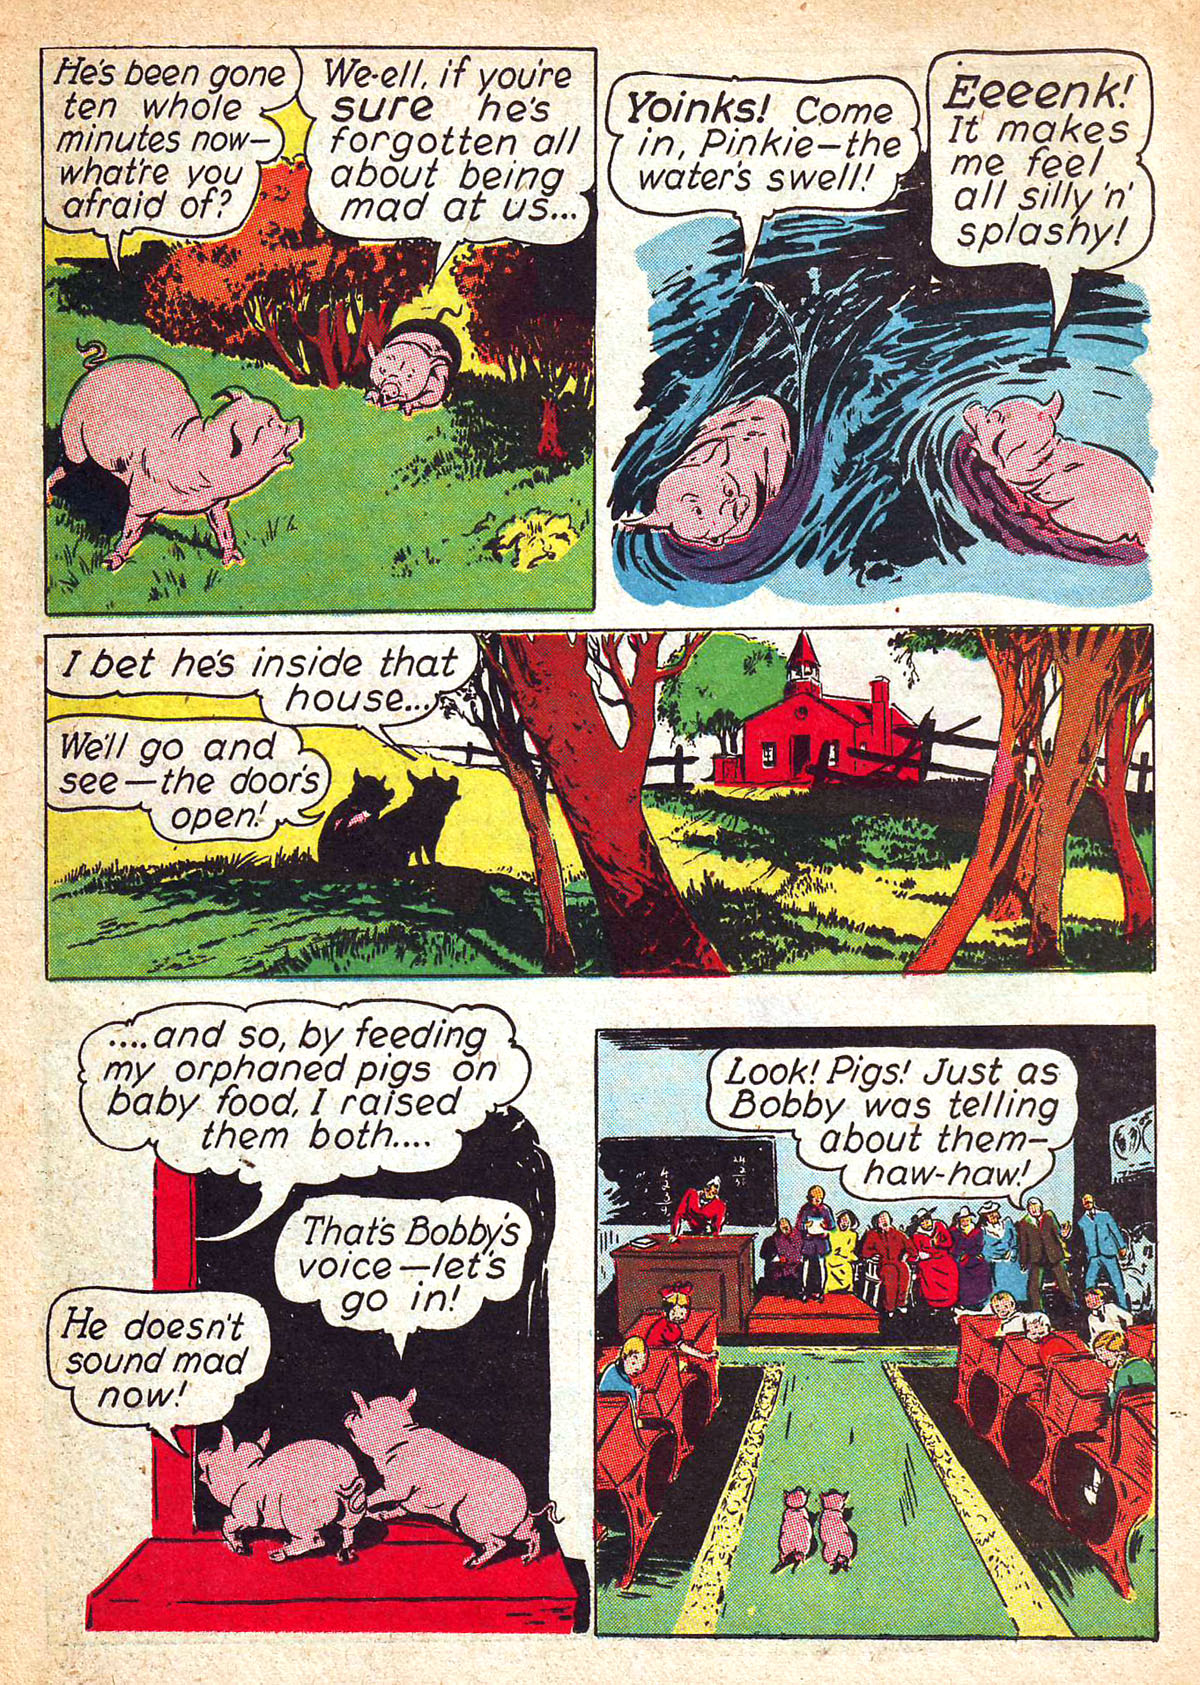 He's been gone
ten whole
minutes now—
what're you
afraid of?
We-ell, if you're
sure he's
forgotten all
about being
mad at us...
Yoinks! Come
in, Pinkie—the
water's swell!
Eeeenk!
It makes
me feel
all silly 'n'
splashy!
I bet he's inside that
house...
We'll go and
see—the door's
open!
....and so, by feeding
my orphaned pigs on
baby food, I raised
them both....
That's Bobby's
voice—let's
go in!
He doesn't
sound mad
now!
Look! Pigs! Just as
Bobby was telling
about them—
haw-haw!